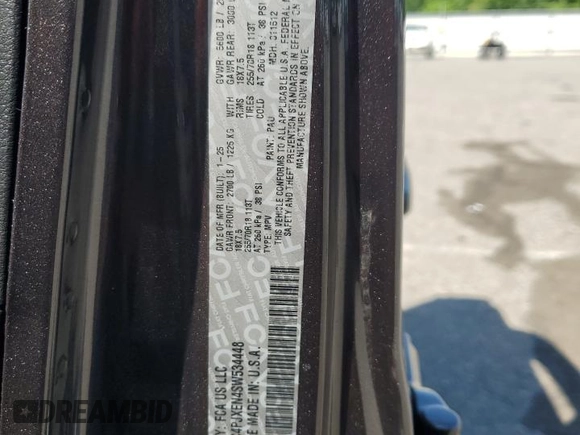 Y: FCA US LLC
DATE OF MFR (BUILT) 1-25
GVWR: 5600 LB /
GAWR FRONT: 2700 LB / 1225 KG
WITH
GAWR REAR: 3000
18X7.5
RIMS
18X7.5
255/70R18 113T
TIRES
255/70R18 113T
AT 260 kPa / 38 PSI
COLD
AT 260 kPa / 38 PSI
TYPE: MPV
PAINT: PAU
MDH: 011612
THIS VEHICLE CONFORMS TO ALL APPLICABLE U.S.A. FEDERAL
SAFETY AND THEFT PREVENTION STANDARDS IN EFFECT
MANUFACTURE SHOWN ABOVE.
4PJXEN4SW534448
E MADE IN: U.S.A.